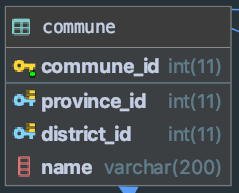 commune
commune_id int(11)
province_id int(11)
district_id int(11)
name varchar(200)